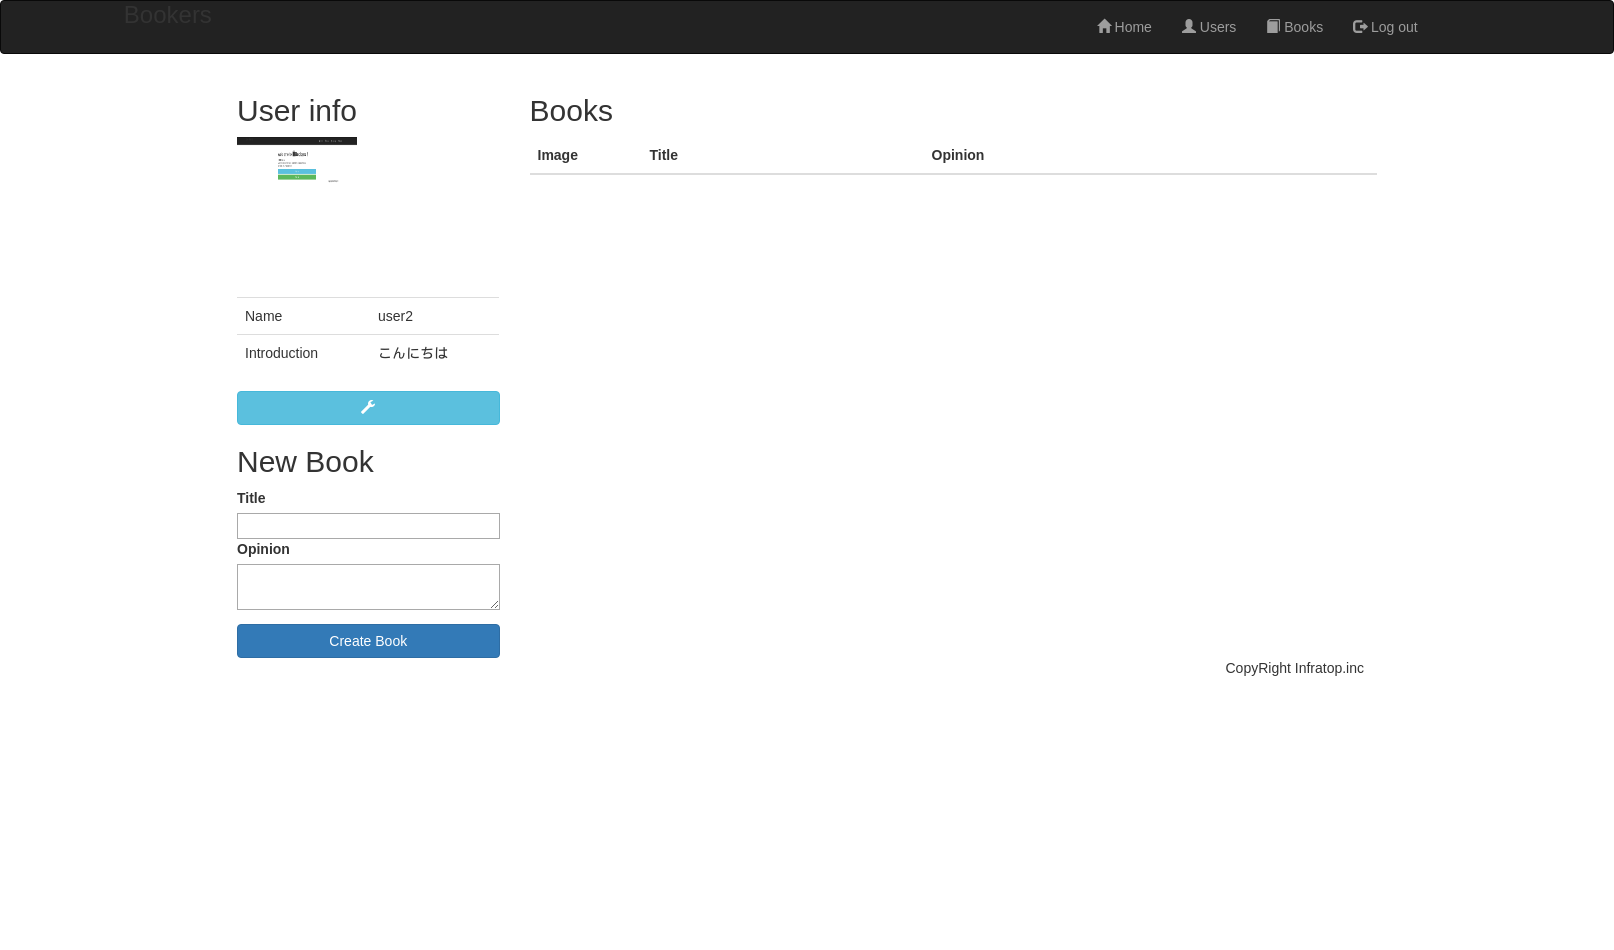 Bookers
Home Users Books Log out
User info
Name user2
Introduction こんにちは
New Book
Title
Opinion
Create Book
Books
Image Title Opinion
CopyRight Infratop.inc